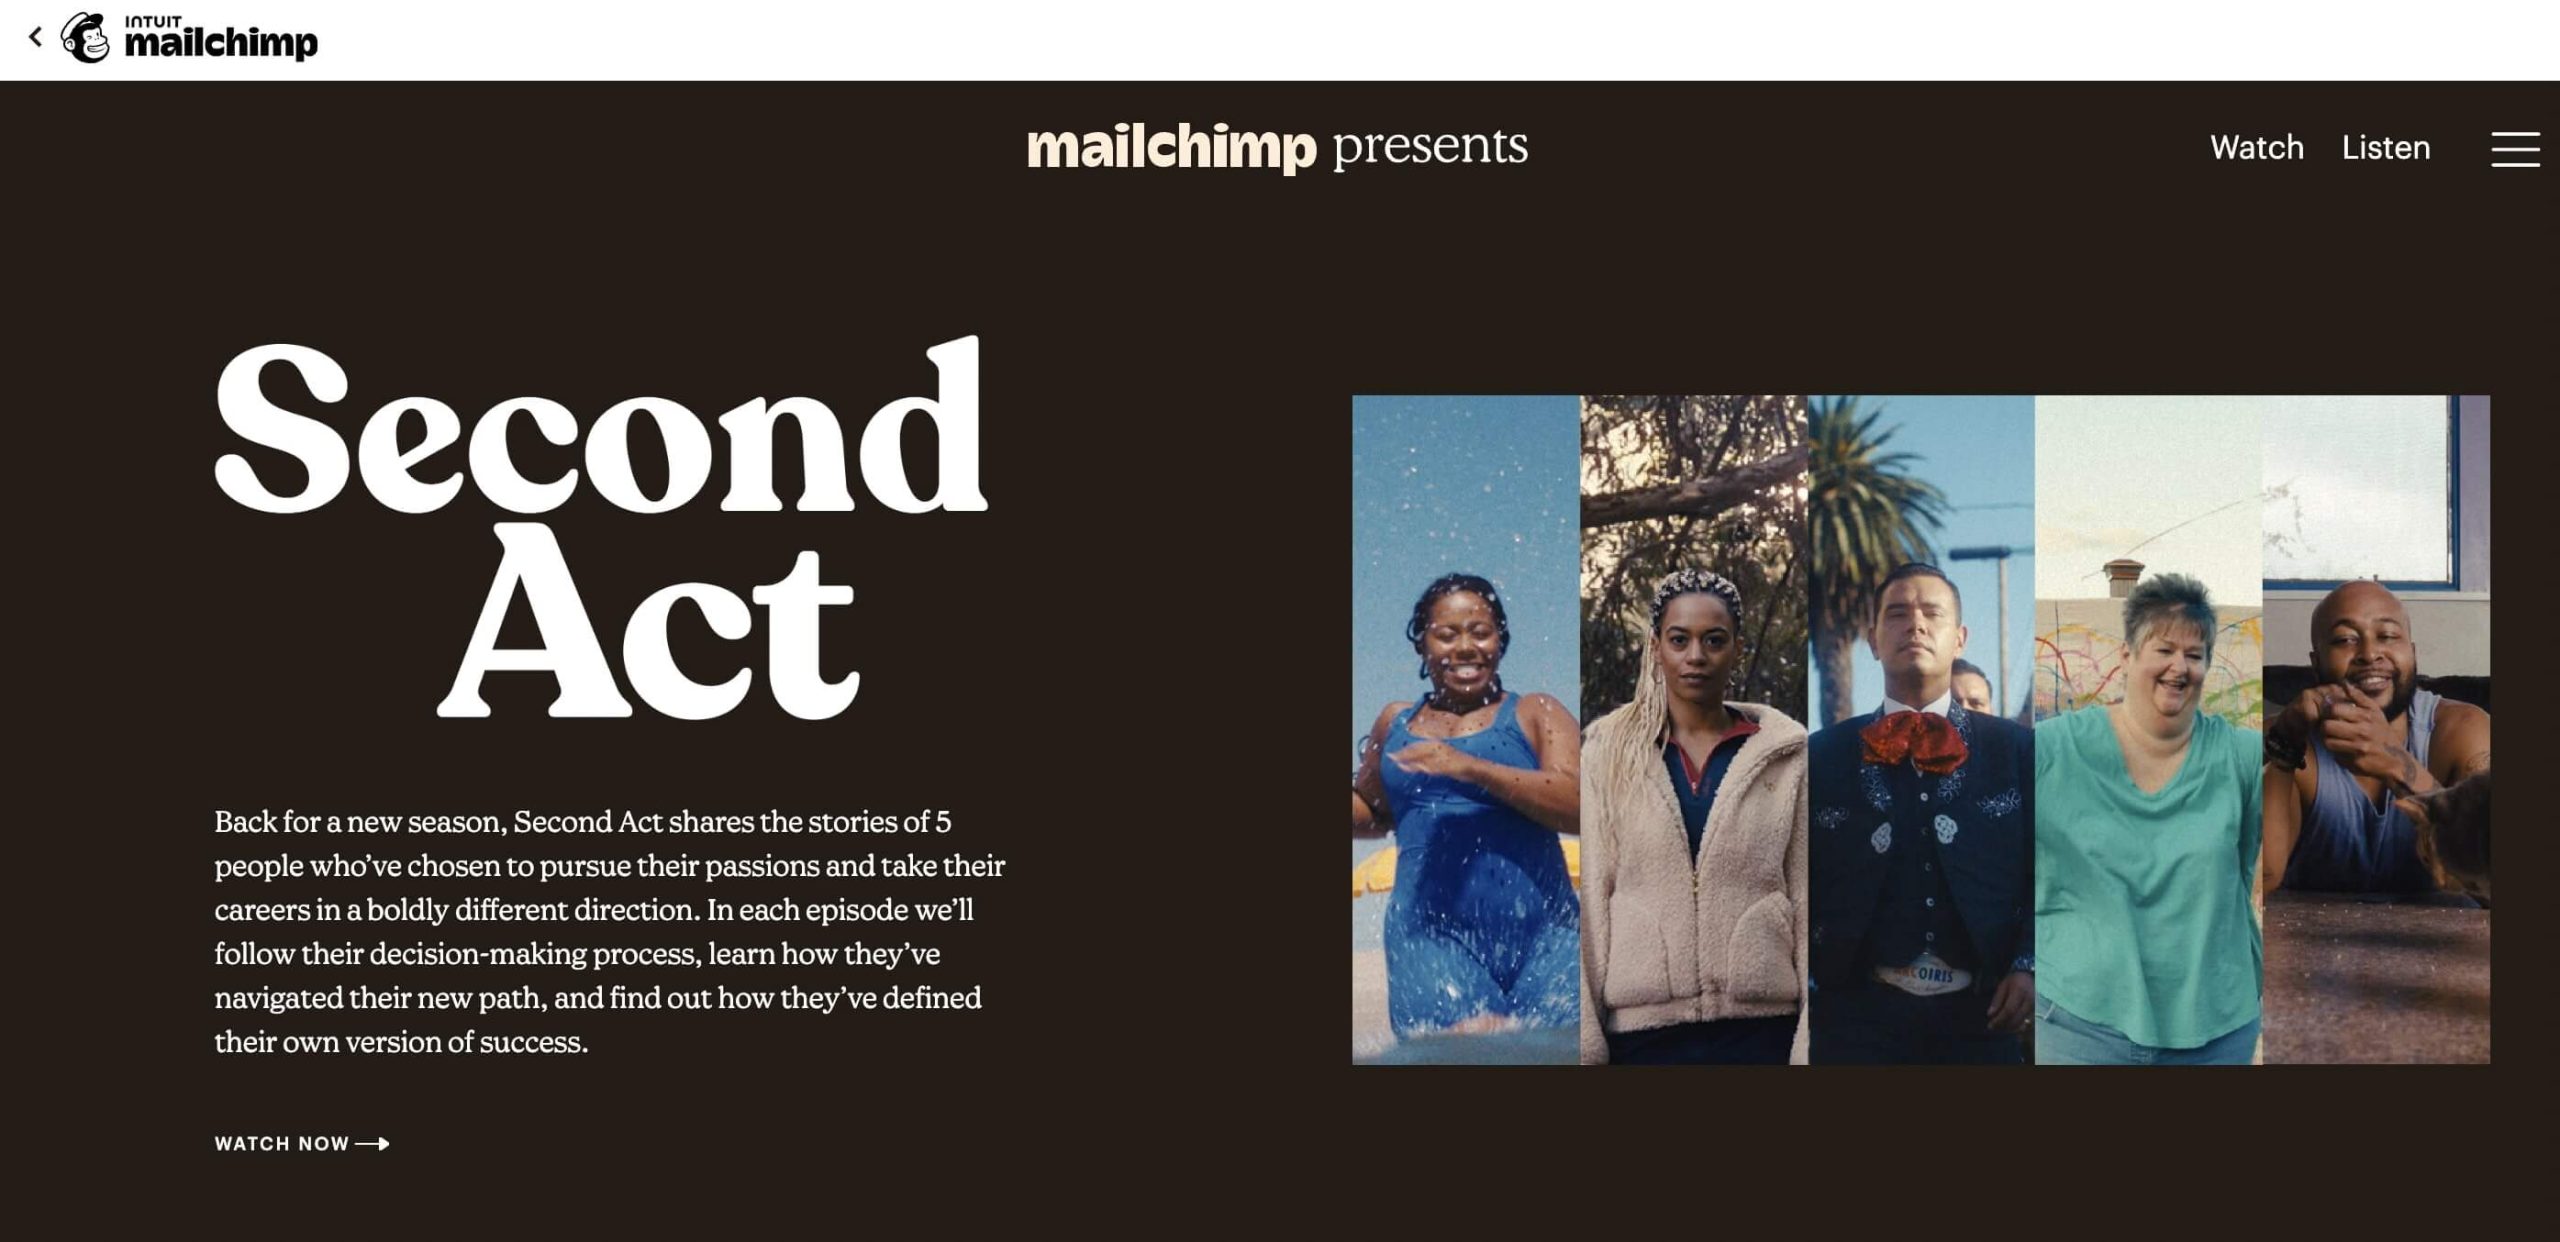 INTUIT
mailchimp
mailchimp presents
Watch
Listen
Second
Act
Back for a new season, Second Act shares the stories of 5
people who’ve chosen to pursue their passions and take their
careers in a boldly different direction. In each episode we’ll
follow their decision-making process, learn how they’ve
navigated their new path, and find out how they’ve defined
their own version of success.
WATCH NOW